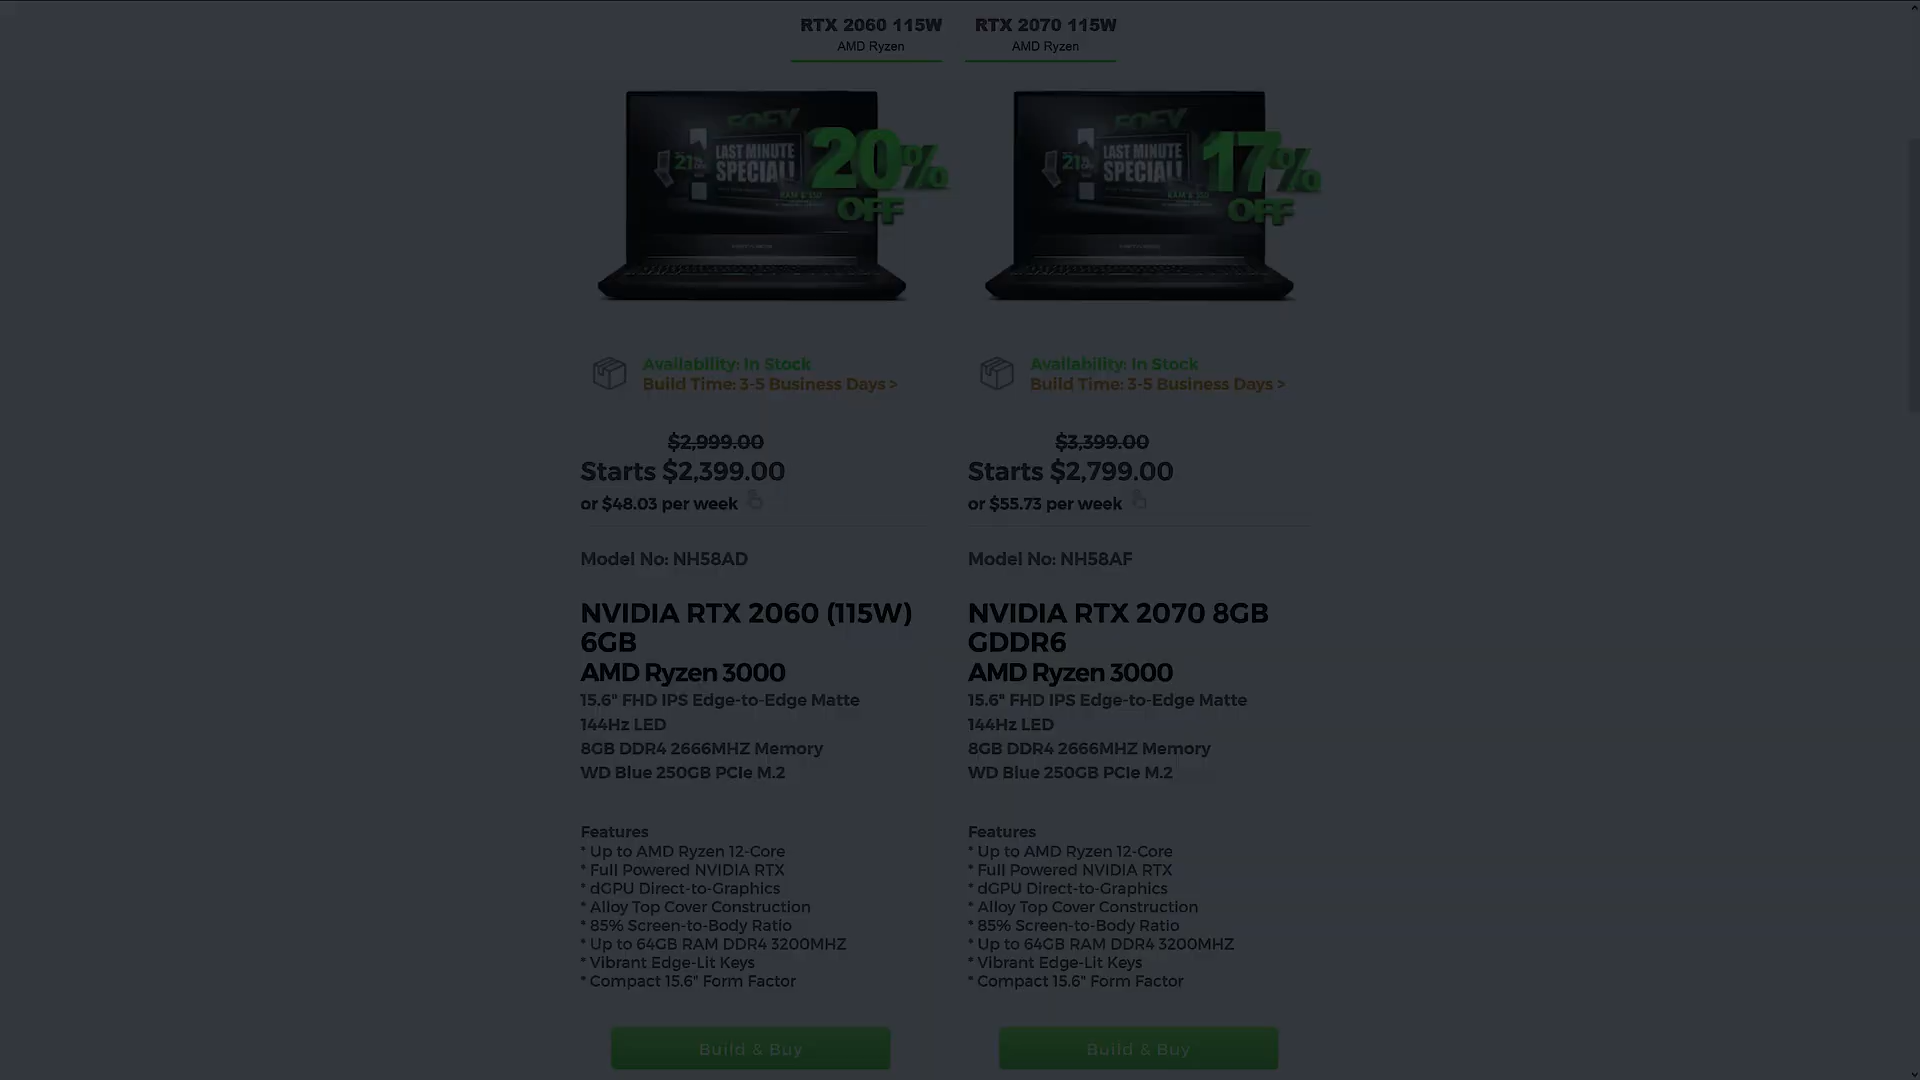 RTX 2060 115W
AMD Ryzen
RTX 2070 115W
AMD Ryzen
EOFY
LAST MINUTE
SPECIAL!
21%
RAM & SSD
20%
OFF
Availability: In Stock
Build Time: 3-5 Business Days >
$2,999.00
Starts $2,399.00
or $48.03 per week
Model No: NH58AD
NVIDIA RTX 2060 (115W)
6GB
AMD Ryzen 3000
15.6" FHD IPS Edge-to-Edge Matte
144Hz LED
8GB DDR4 2666MHZ Memory
WD Blue 250GB PCIe M.2
Features
* Up to AMD Ryzen 12-Core
* Full Powered NVIDIA RTX
* dGPU Direct-to-Graphics
* Alloy Top Cover Construction
* 85% Screen-to-Body Ratio
* Up to 64GB RAM DDR4 3200MHZ
* Vibrant Edge-Lit Keys
* Compact 15.6" Form Factor
Build & Buy
EOFY
LAST MINUTE
SPECIAL!
21%
RAM & SSD
17%
OFF
Availability: In Stock
Build Time: 3-5 Business Days >
$3,399.00
Starts $2,799.00
or $55.73 per week
Model No: NH58AF
NVIDIA RTX 2070 8GB
GDDR6
AMD Ryzen 3000
15.6" FHD IPS Edge-to-Edge Matte
144Hz LED
8GB DDR4 2666MHZ Memory
WD Blue 250GB PCIe M.2
Features
* Up to AMD Ryzen 12-Core
* Full Powered NVIDIA RTX
* dGPU Direct-to-Graphics
* Alloy Top Cover Construction
* 85% Screen-to-Body Ratio
* Up to 64GB RAM DDR4 3200MHZ
* Vibrant Edge-Lit Keys
* Compact 15.6" Form Factor
Build & Buy